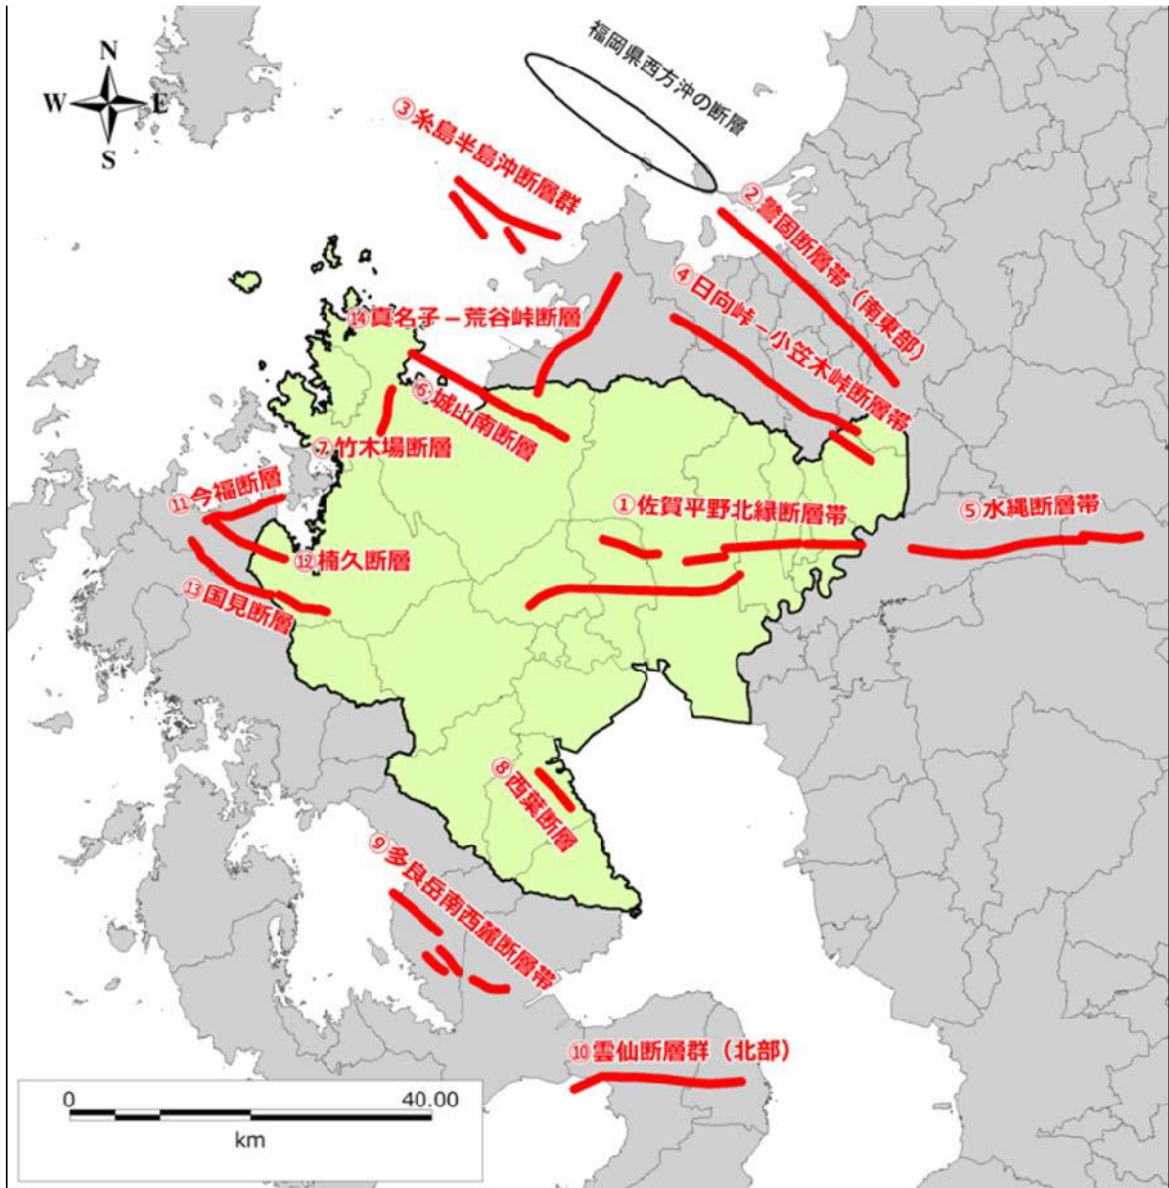 N
W E
S
福岡県西方沖の断層
③糸島半島沖断層群
②警固断層帯（南東部）
④日向峠－小笠木峠断層帯
⑭真名子－荒谷峠断層
⑥城山南断層
⑦竹木場断層
⑪今福断層
①佐賀平野北縁断層帯
⑤水縄断層帯
⑫楠久断層
⑬国見断層
⑧西葉断層
⑨多良岳南西麓断層帯
⑩雲仙断層群（北部）
0 40.00
km